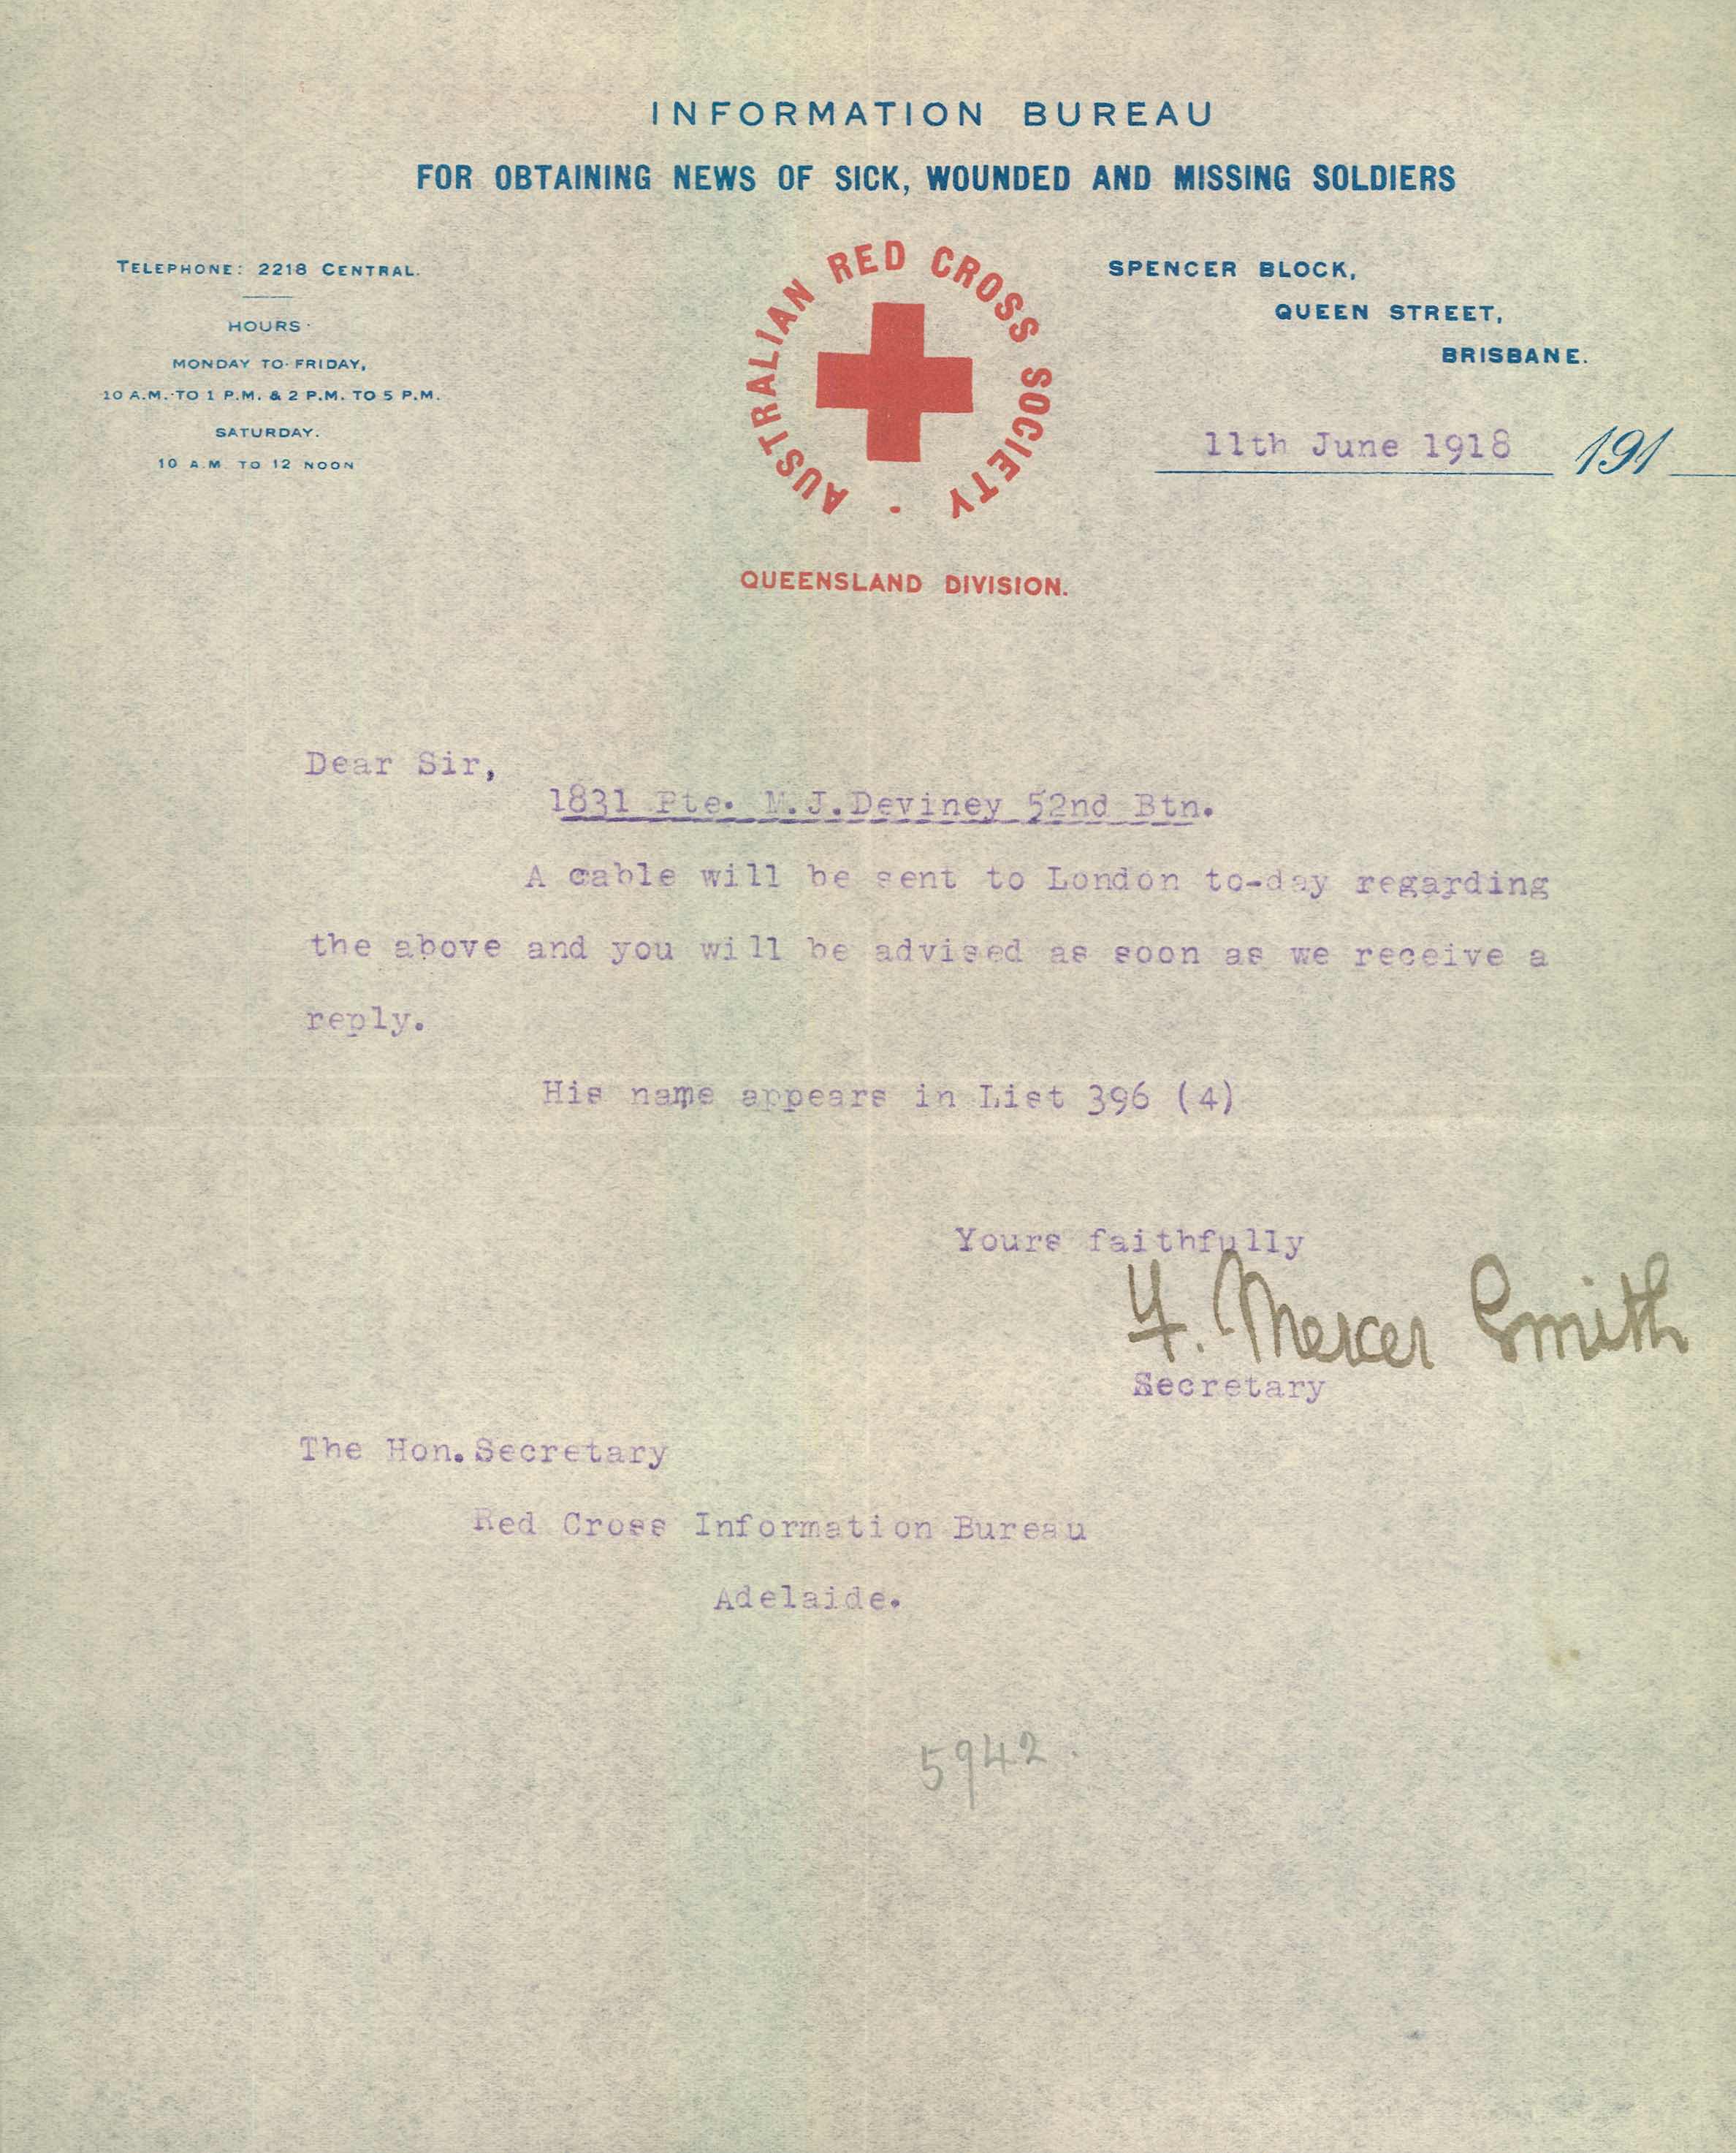 INFORMATION BUREAU
FOR OBTAINING NEWS OF SICK, WOUNDED AND MISSING SOLDIERS
TELEPHONE: 2218 CENTRAL.
HOURS
MONDAY TO FRIDAY,
10 A.M. TO 1 P.M. & 2 P.M. TO 5 P.M.
SATURDAY.
10 A.M. TO 12 NOON
AUSTRALIAN RED CROSS SOCIETY
QUEENSLAND DIVISION.
SPENCER BLOCK,
QUEEN STREET,
BRISBANE.
11th June 1918 191
Dear Sir,
1831 Pte. M.J.Deviney 52nd Btn.
A cable will be sent to London to-day regarding
the above and you will be advised as soon as we receive a
reply.
His name appears in List 396 (4)
Yours faithfully
F. Mercer Smith
Secretary
The Hon. Secretary
Red Cross Information Bureau
Adelaide.
5942.